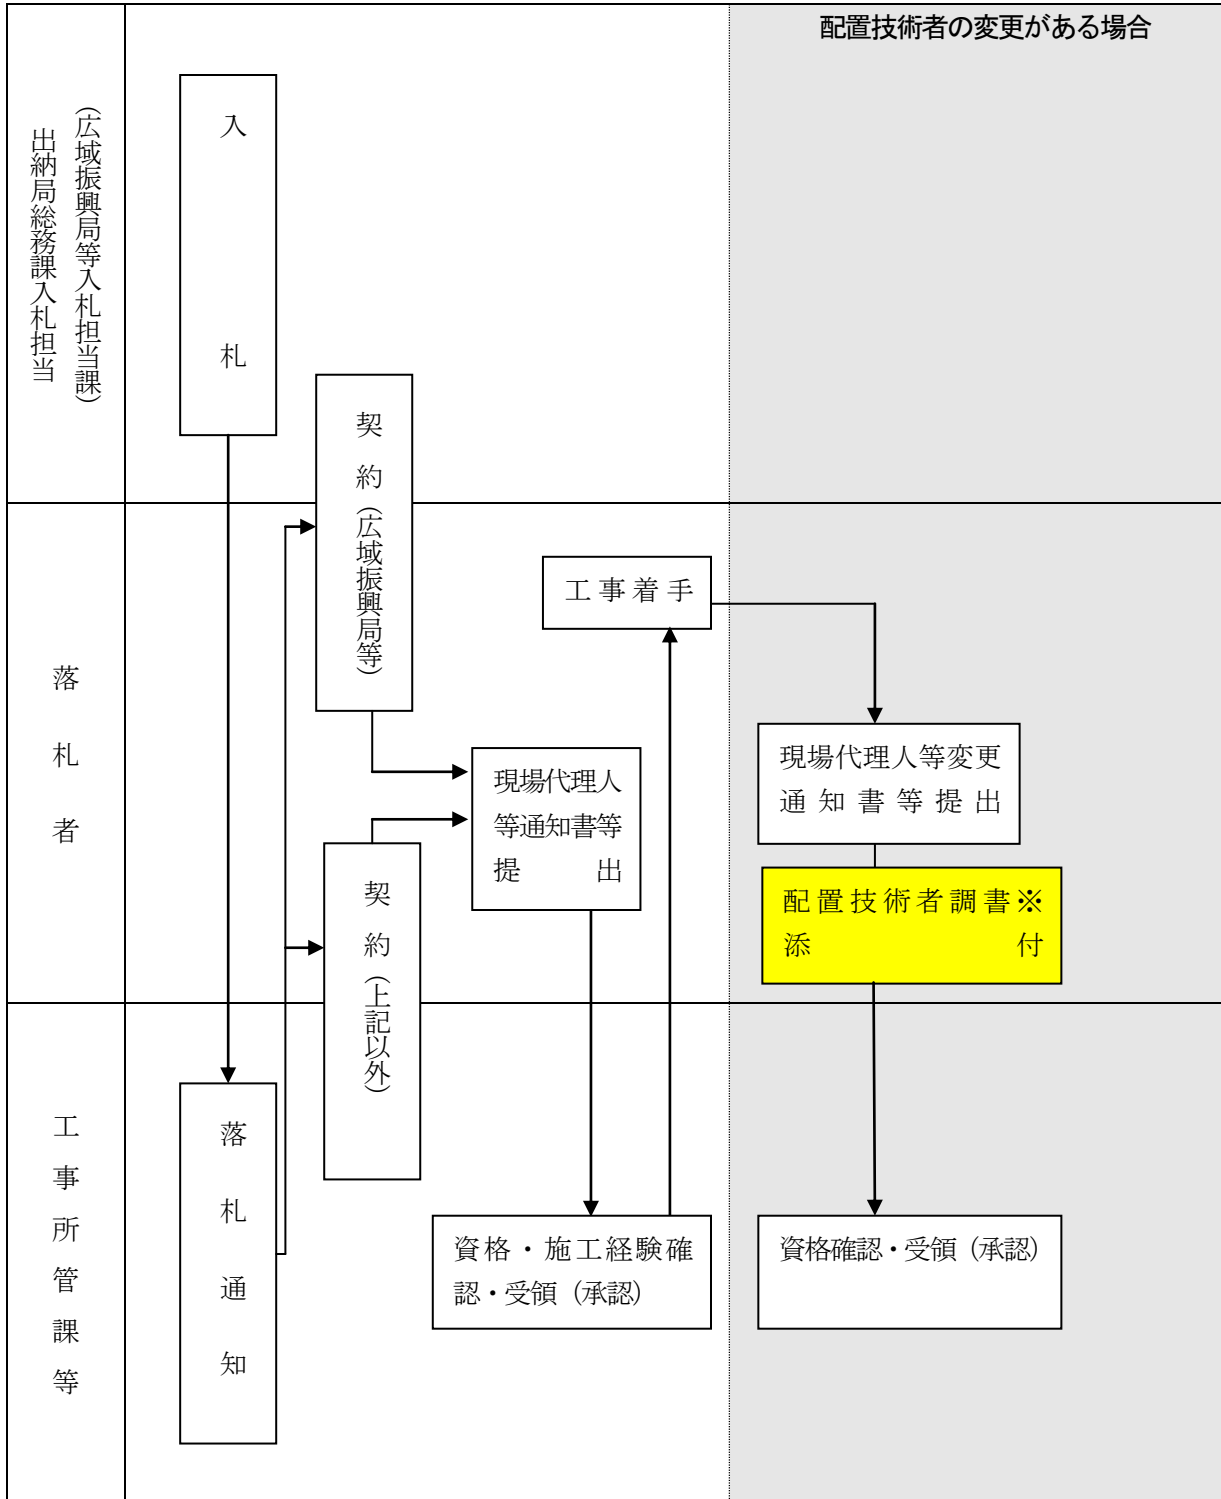 配置技術者の変更がある場合
(広域振興局等入札担当課)
出納局総務課入札担当
入札
契約(広域振興局等)
落札者
工事着手
現場代理人
等通知書等
提出
現場代理人等変更
通知書等提出
契約(上記以外)
配置技術者調書※
添付
工事所管課等
落札通知
資格・施工経験確
認・受領(承認)
資格確認・受領(承認)